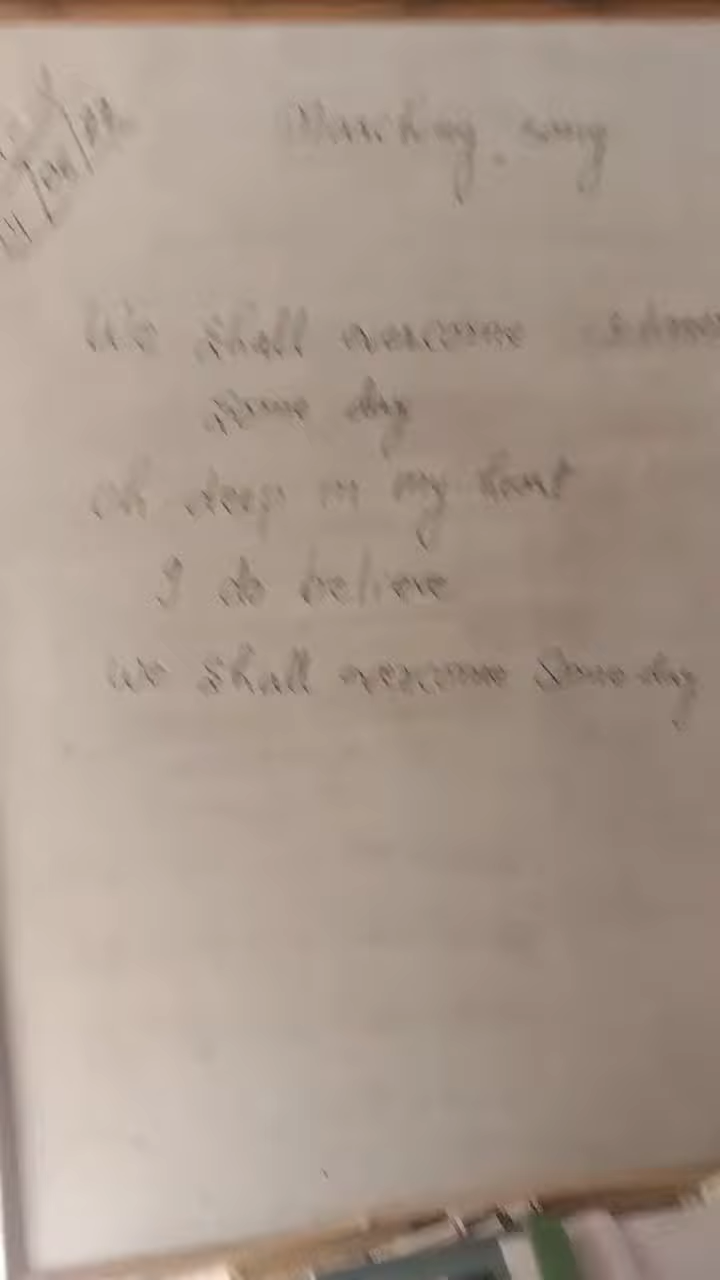 Marching song
We shall overcome
some day
oh deep in my heart
I do believe
we shall overcome some day